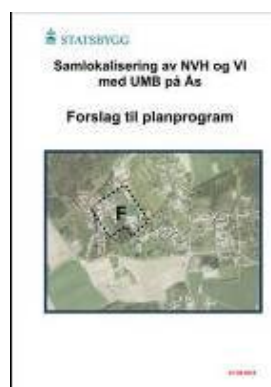 STATSBYGG
Samlokalisering av NVH og VI
med UMB på Ås
Forslag til planprogram
F